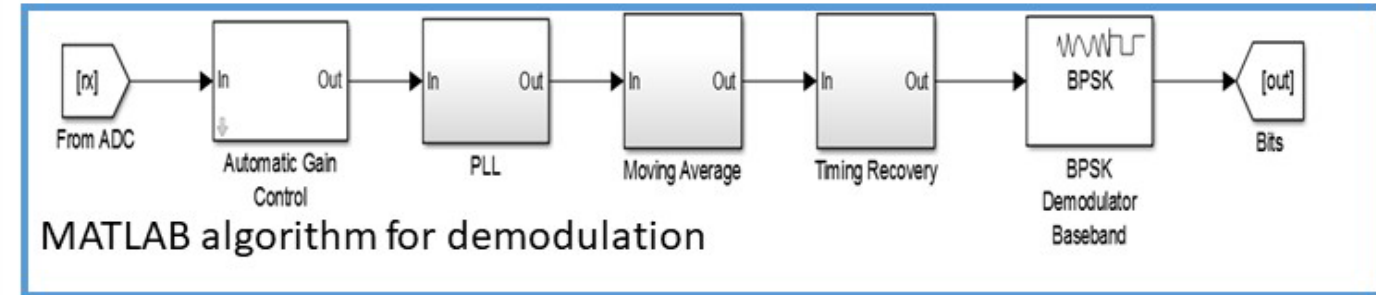 [rx]
From ADC
In Out
Automatic Gain
Control
In Out
PLL
In Out
Moving Average
In Out
Timing Recovery
BPSK
BPSK
Demodulator
Baseband
[out]
Bits
MATLAB algorithm for demodulation